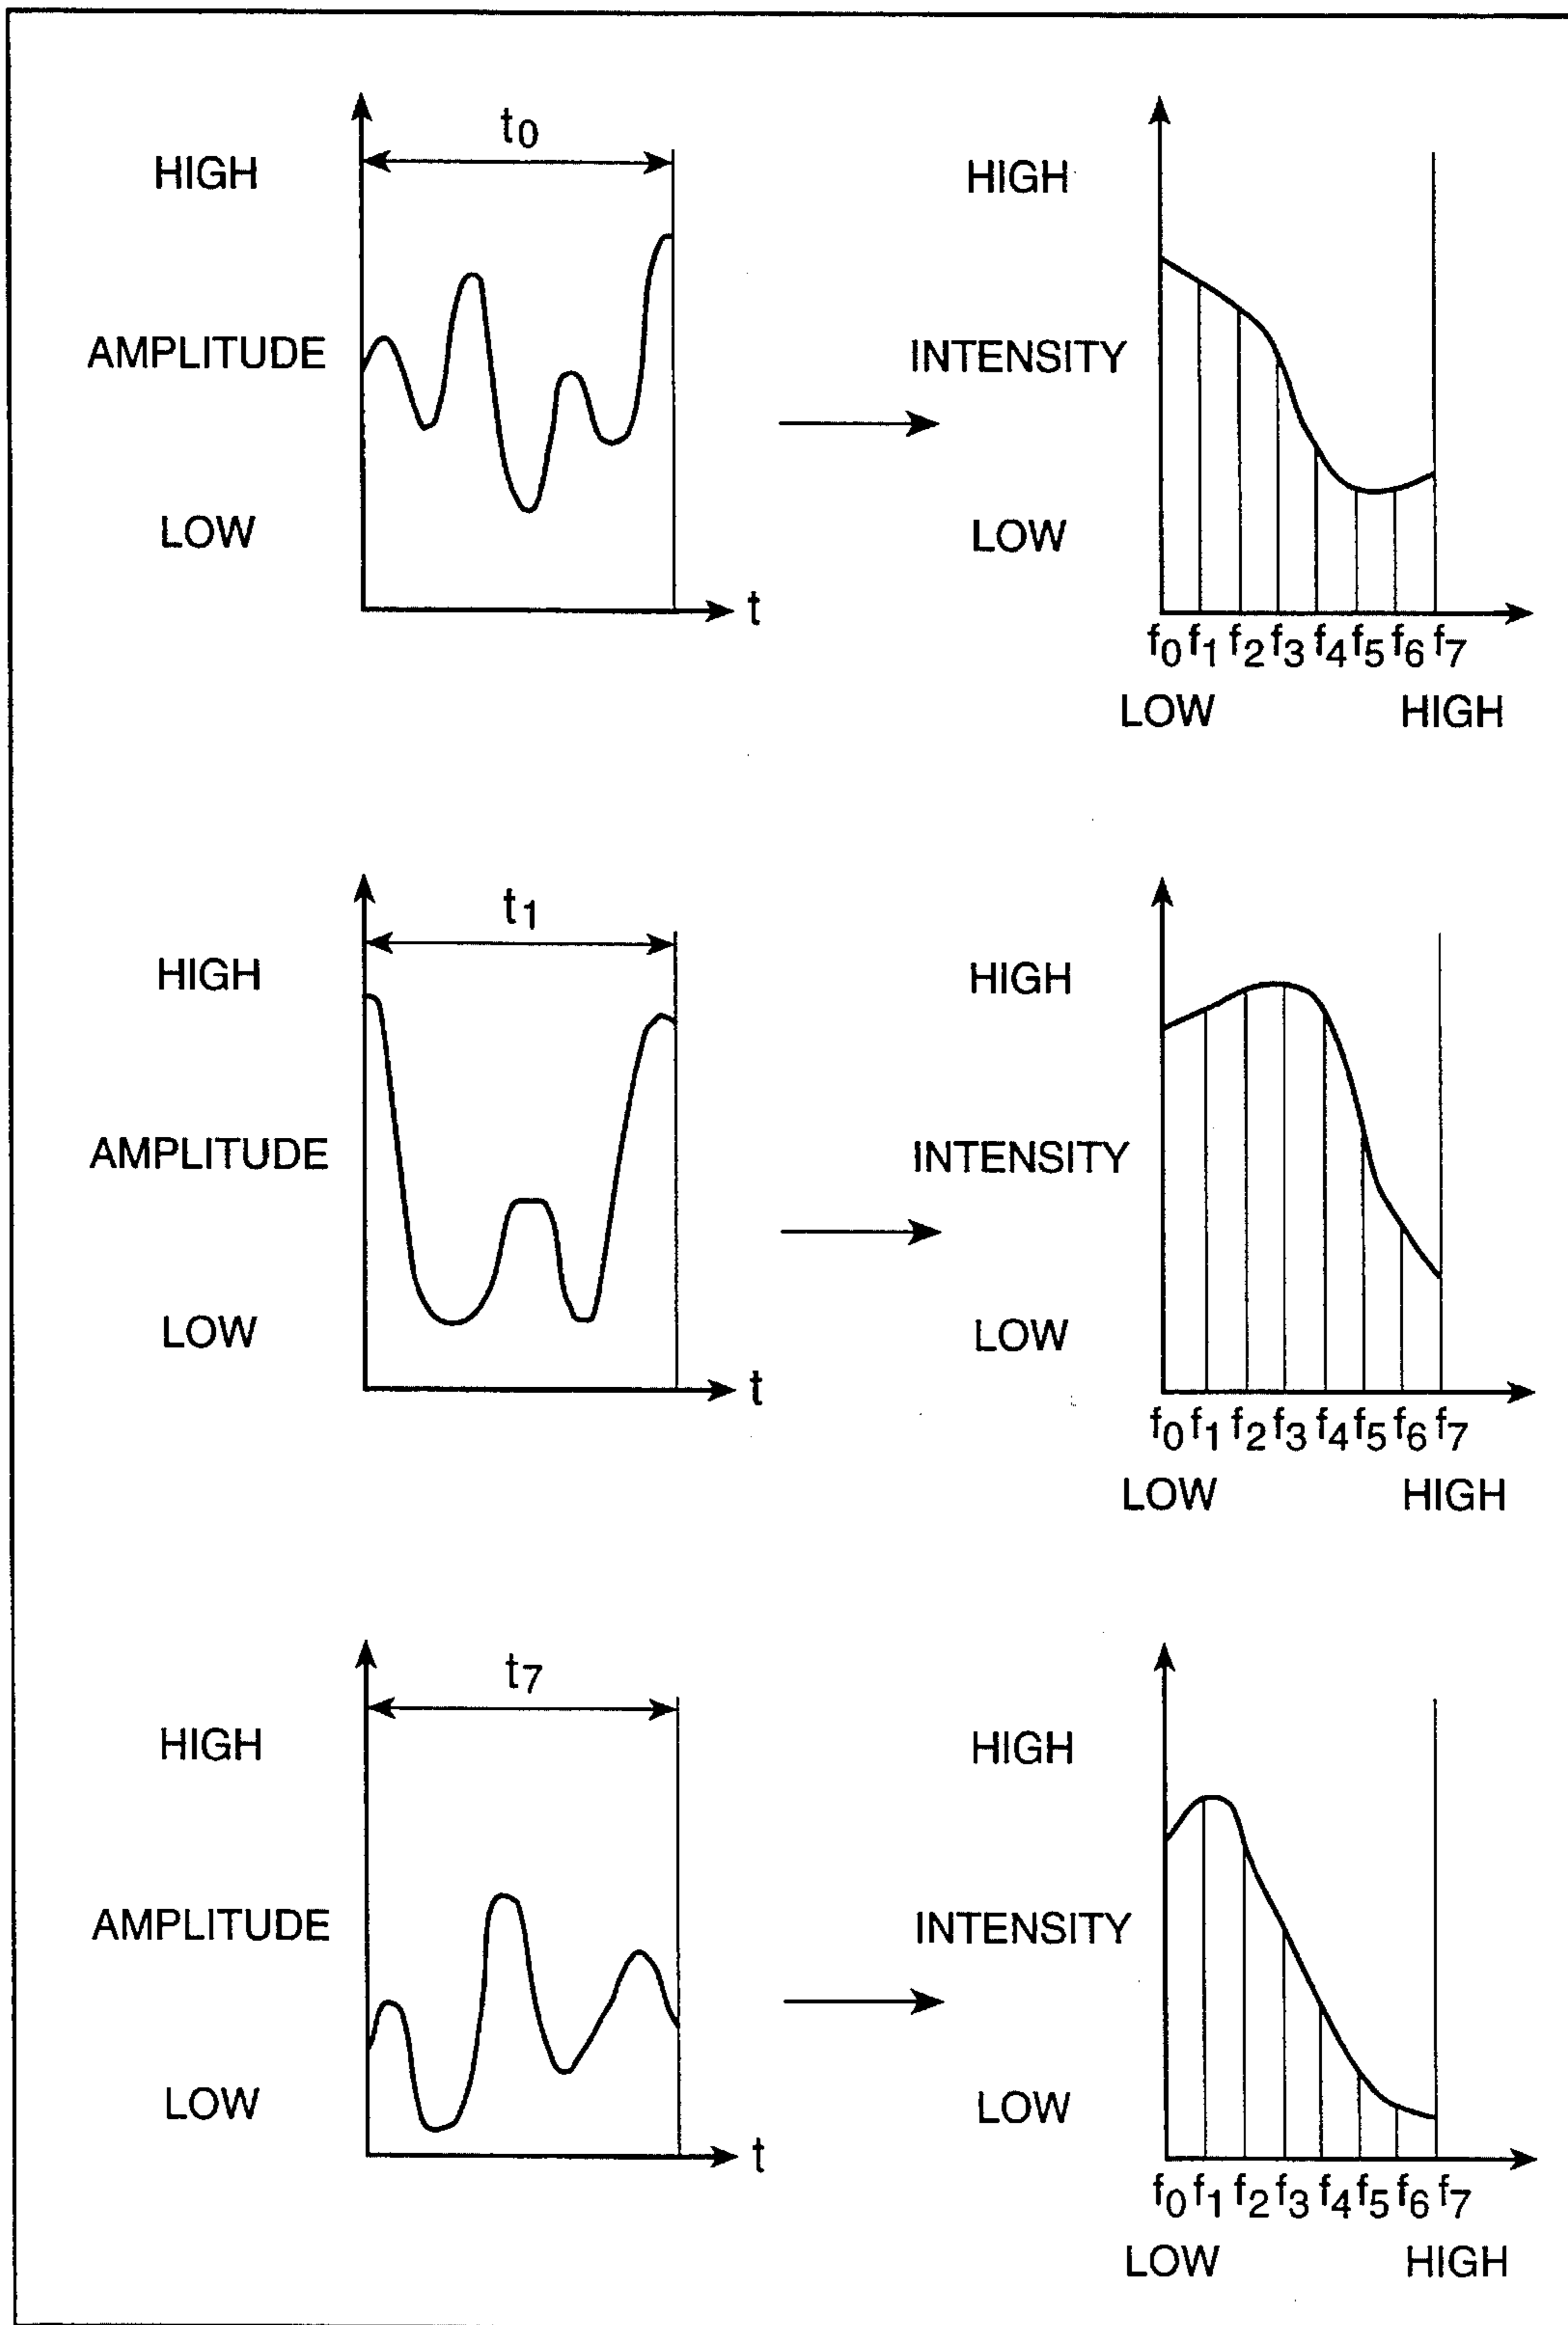 t0
HIGH
AMPLITUDE
LOW
t
HIGH
INTENSITY
LOW
f0 f1 f2 f3 f4 f5 f6 f7
LOW HIGH
t1
HIGH
AMPLITUDE
LOW
t
HIGH
INTENSITY
LOW
f0 f1 f2 f3 f4 f5 f6 f7
LOW HIGH
t7
HIGH
AMPLITUDE
LOW
t
HIGH
INTENSITY
LOW
f0 f1 f2 f3 f4 f5 f6 f7
LOW HIGH